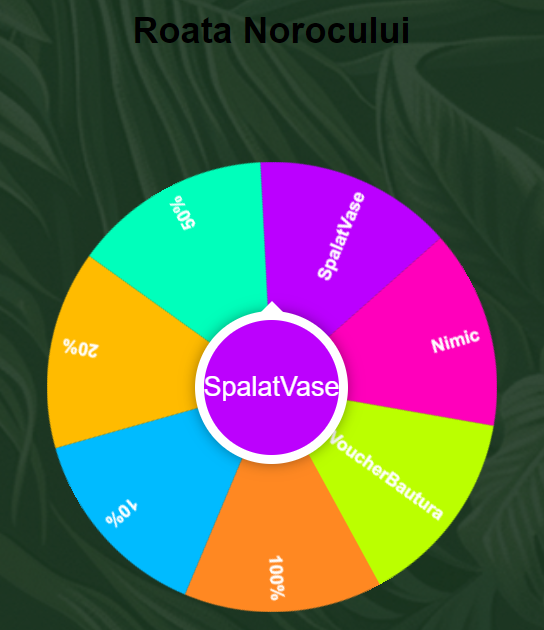 Roata Norocului
50%
SpalatVase
20%
Nimic
SpalatVase
VoucherBautura
10%
100%